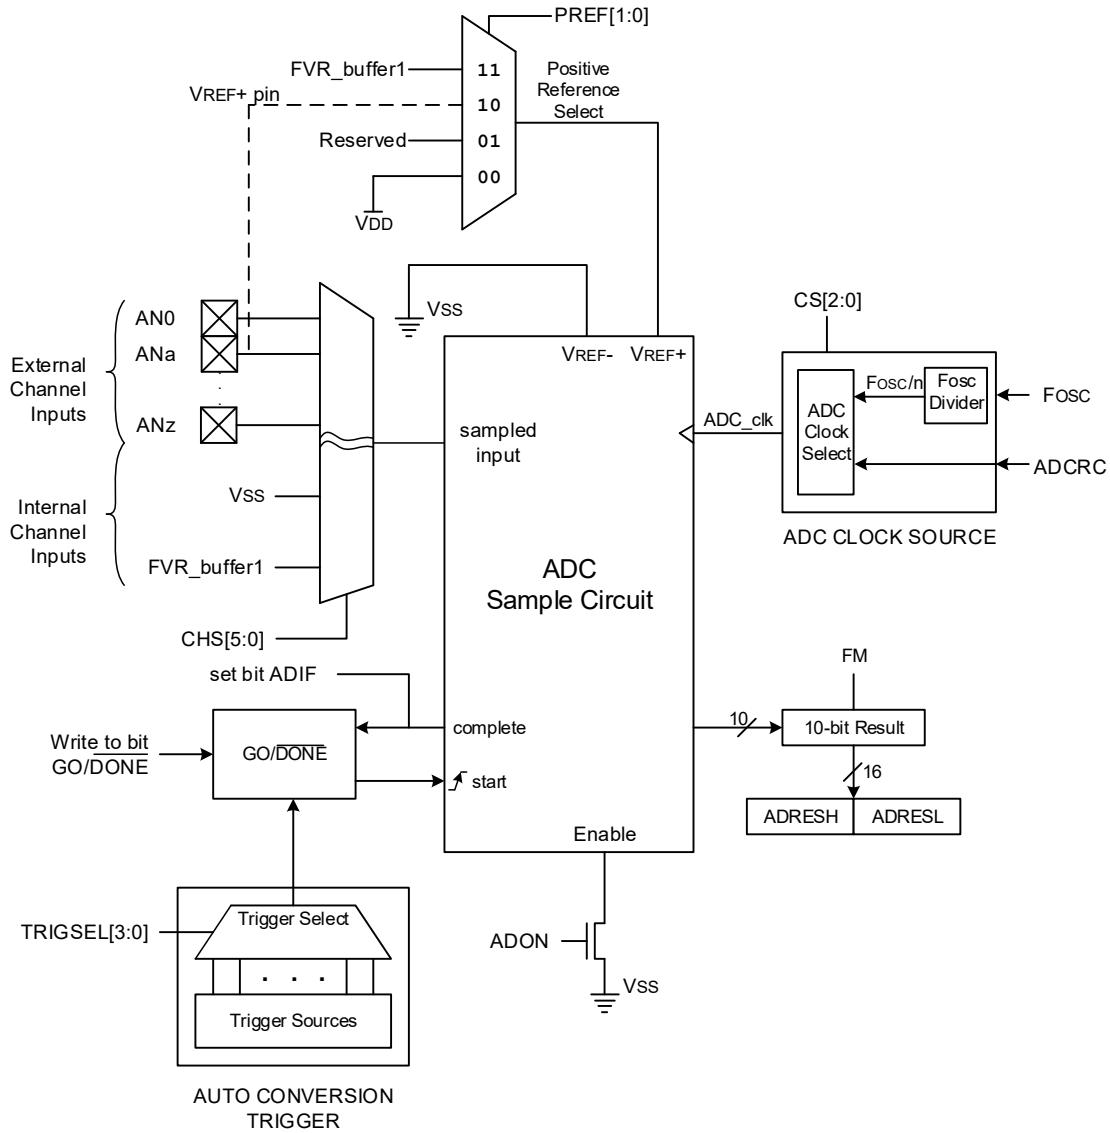 PREF[1:0]
FVR_buffer1
11
VREF+ pin
10
Reserved
01
00
VDD
Positive
Reference
Select
VSS
VREF-
VREF+
External
Channel
Inputs
AN0
ANa
.
.
ANz
Internal
Channel
Inputs
VSS
FVR_buffer1
CHS[5:0]
sampled
input
ADC
Sample Circuit
CS[2:0]
ADC_clk
ADC
Clock
Select
FOSC/n
Fosc
Divider
FOSC
ADCRC
ADC CLOCK SOURCE
set bit ADIF
Write to bit
GO/D̅O̅N̅E̅
GO/D̅O̅N̅E̅
complete
start
Enable
FM
10
10-bit Result
16
ADRESH
ADRESL
TRIGSEL[3:0]
Trigger Select
. . .
Trigger Sources
AUTO CONVERSION
TRIGGER
ADON
VSS